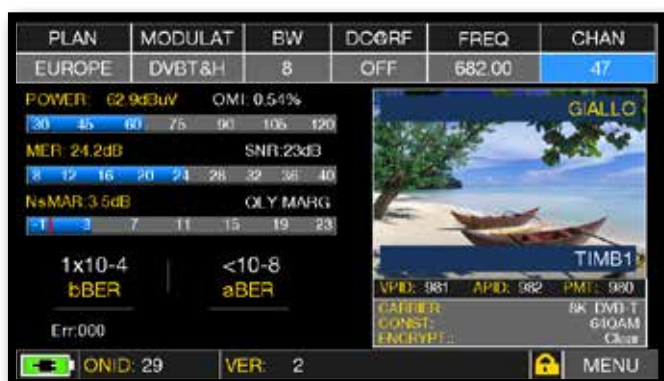 PLAN MODULAT BW DC@RF FREQ CHAN
EUROPE DVBT&H 8 OFF 682.00 47
POWER: 62.9dBuV OMI: 0.54%
30 45 60 75 90 105 120
MER: 24.2dB SNR:23dB
8 12 16 20 24 28 32 36 40
NsMAR:3.5dB QLY MARG
-1 3 7 11 15 19 23
1x10-4 <10-8
bBER aBER
Err:000
GIALLO
TIMB1
VPID: 981 APID: 982 PMT: 980
CARRIER 8K DVB-T
CONST: 64QAM
ENCRYPT.: Clear
ONID: 29 VER: 2 MENU